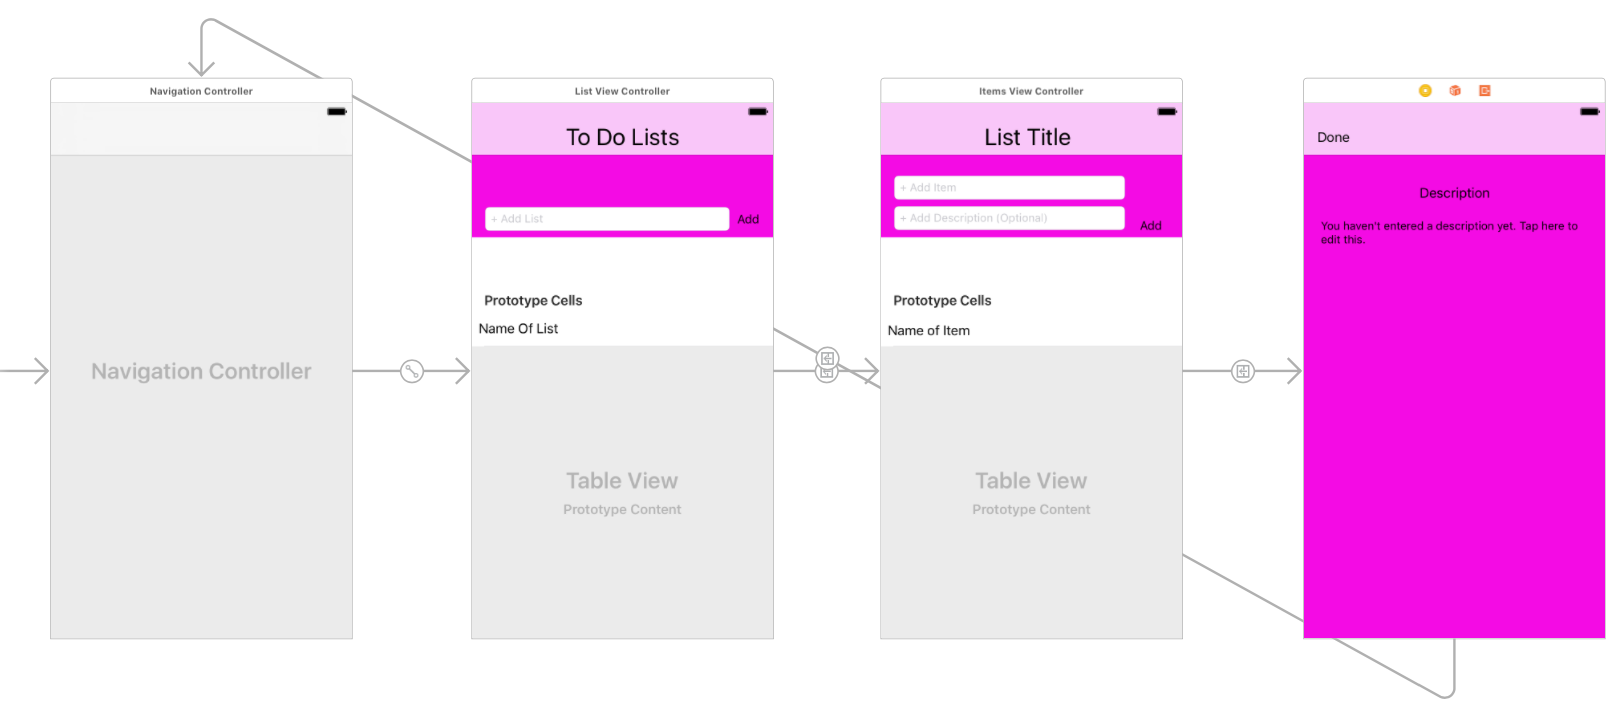 Navigation Controller
Navigation Controller
List View Controller
To Do Lists
+ Add List
Add
Prototype Cells
Name Of List
Table View
Prototype Content
Items View Controller
List Title
+ Add Item
+ Add Description (Optional)
Add
Prototype Cells
Name of Item
Table View
Prototype Content
Done
Description
You haven't entered a description yet. Tap here to
edit this.